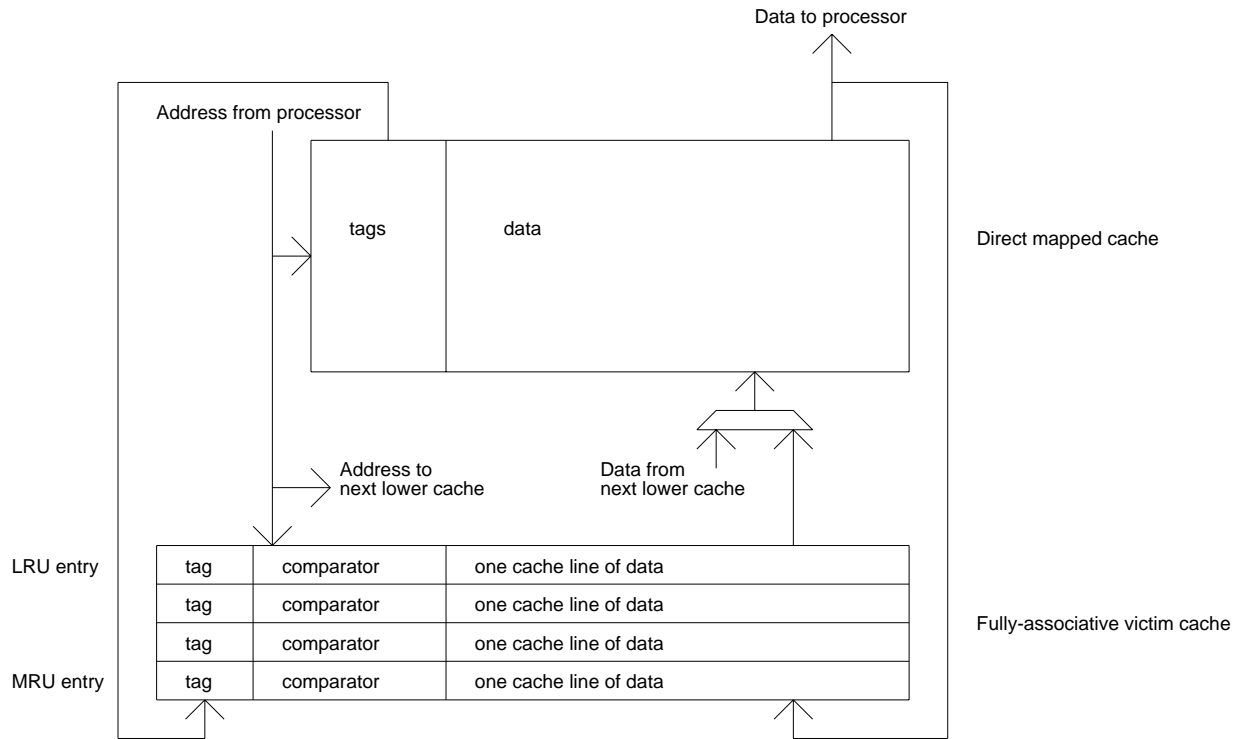 Data to processor
Address from processor
tags
data
Direct mapped cache
Address to
next lower cache
Data from
next lower cache
LRU entry
tag
comparator
one cache line of data
tag
comparator
one cache line of data
Fully-associative victim cache
tag
comparator
one cache line of data
MRU entry
tag
comparator
one cache line of data